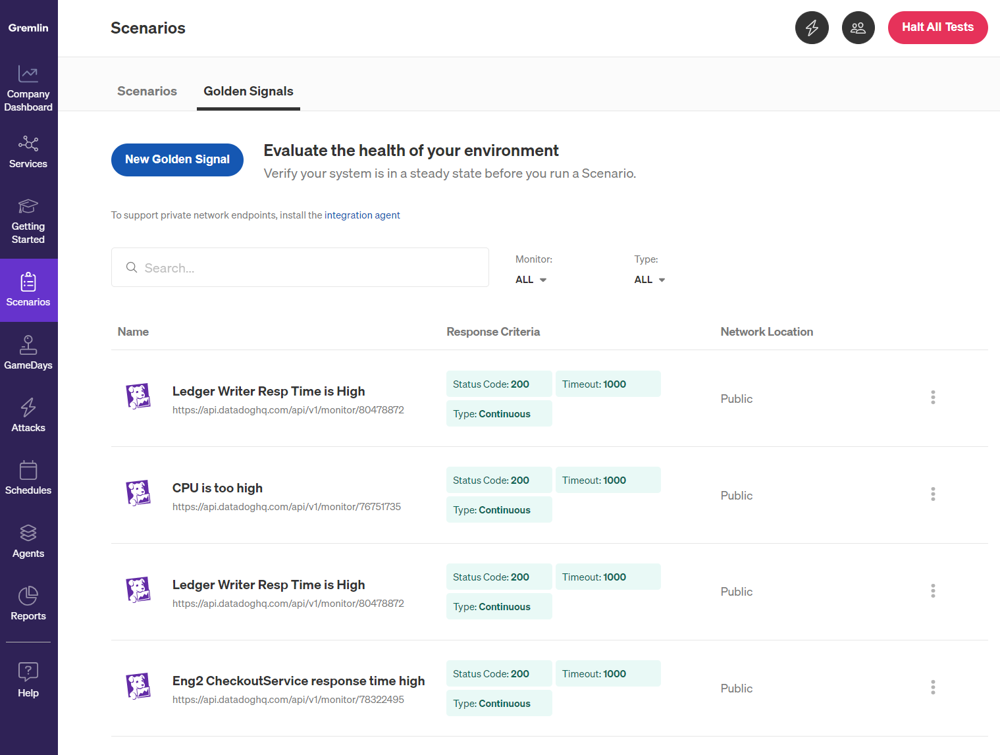 Gremlin
Company
Dashboard
Services
Getting
Started
Scenarios
GameDays
Attacks
Schedules
Agents
Reports
Help
Scenarios
Halt All Tests
Scenarios
Golden Signals
New Golden Signal
Evaluate the health of your environment
Verify your system is in a steady state before you run a Scenario.
To support private network endpoints, install the integration agent
Search...
Monitor:
ALL
Type:
ALL
Name
Response Criteria
Network Location
Ledger Writer Resp Time is High
https://api.datadoghq.com/api/v1/monitor/80478872
Status Code: 200
Timeout: 1000
Type: Continuous
Public
CPU is too high
https://api.datadoghq.com/api/v1/monitor/76751735
Status Code: 200
Timeout: 1000
Type: Continuous
Public
Ledger Writer Resp Time is High
https://api.datadoghq.com/api/v1/monitor/80478872
Status Code: 200
Timeout: 1000
Type: Continuous
Public
Eng2 CheckoutService response time high
https://api.datadoghq.com/api/v1/monitor/78322495
Status Code: 200
Timeout: 1000
Type: Continuous
Public